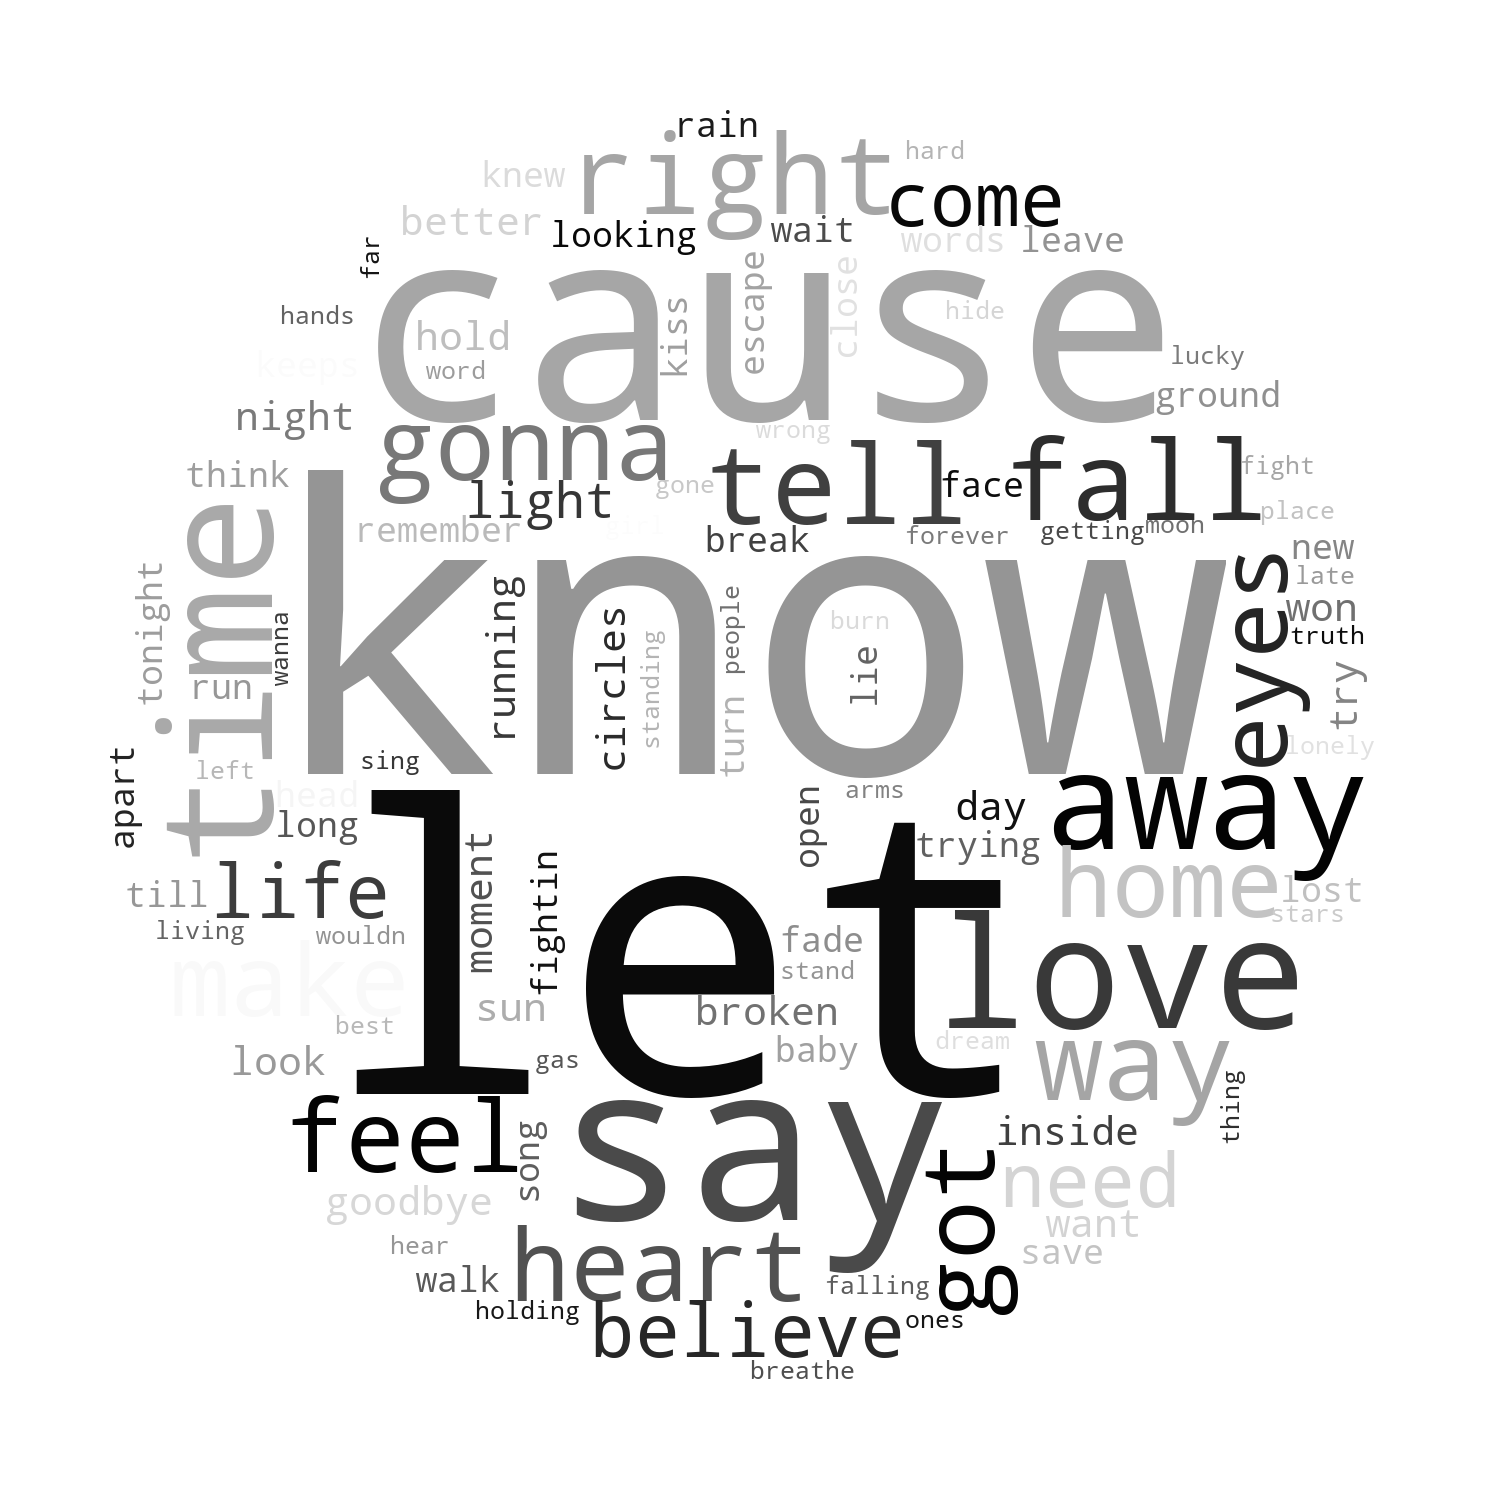 rain
right
hard
knew
come
better
looking
wait
words
leave
far
cause
escape
close
kiss
hands
hide
hold
keeps
word
lucky
ground
night
gonna
wrong
tell
fall
think
light
gone
face
fight
remember
break
forever
getting
moon
place
time
know
new
late
eyes
won
truth
tonight
wanna
running
circles
standing
people
burn
lie
turn
run
try
left
sing
lonely
apart
head
long
let
arms
open
day
away
trying
moment
fightin
life
home
lost
till
stars
living
wouldn
fade
love
make
stand
sun
broken
best
baby
dream
way
look
gas
thing
feel
say
song
inside
got
need
goodbye
want
hear
heart
save
walk
falling
holding
believe
ones
breathe